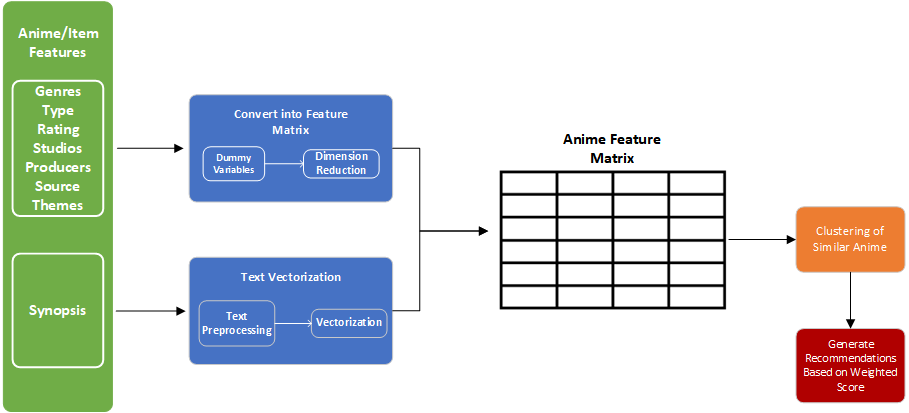 Anime/Item
Features
Genres
Type
Rating
Studios
Producers
Source
Themes
Synopsis
Convert into Feature
Matrix
Dummy
Variables
Dimension
Reduction
Text Vectorization
Text
Preprocessing
Vectorization
Anime Feature
Matrix
Clustering of
Similar Anime
Generate
Recommendations
Based on Weighted
Score